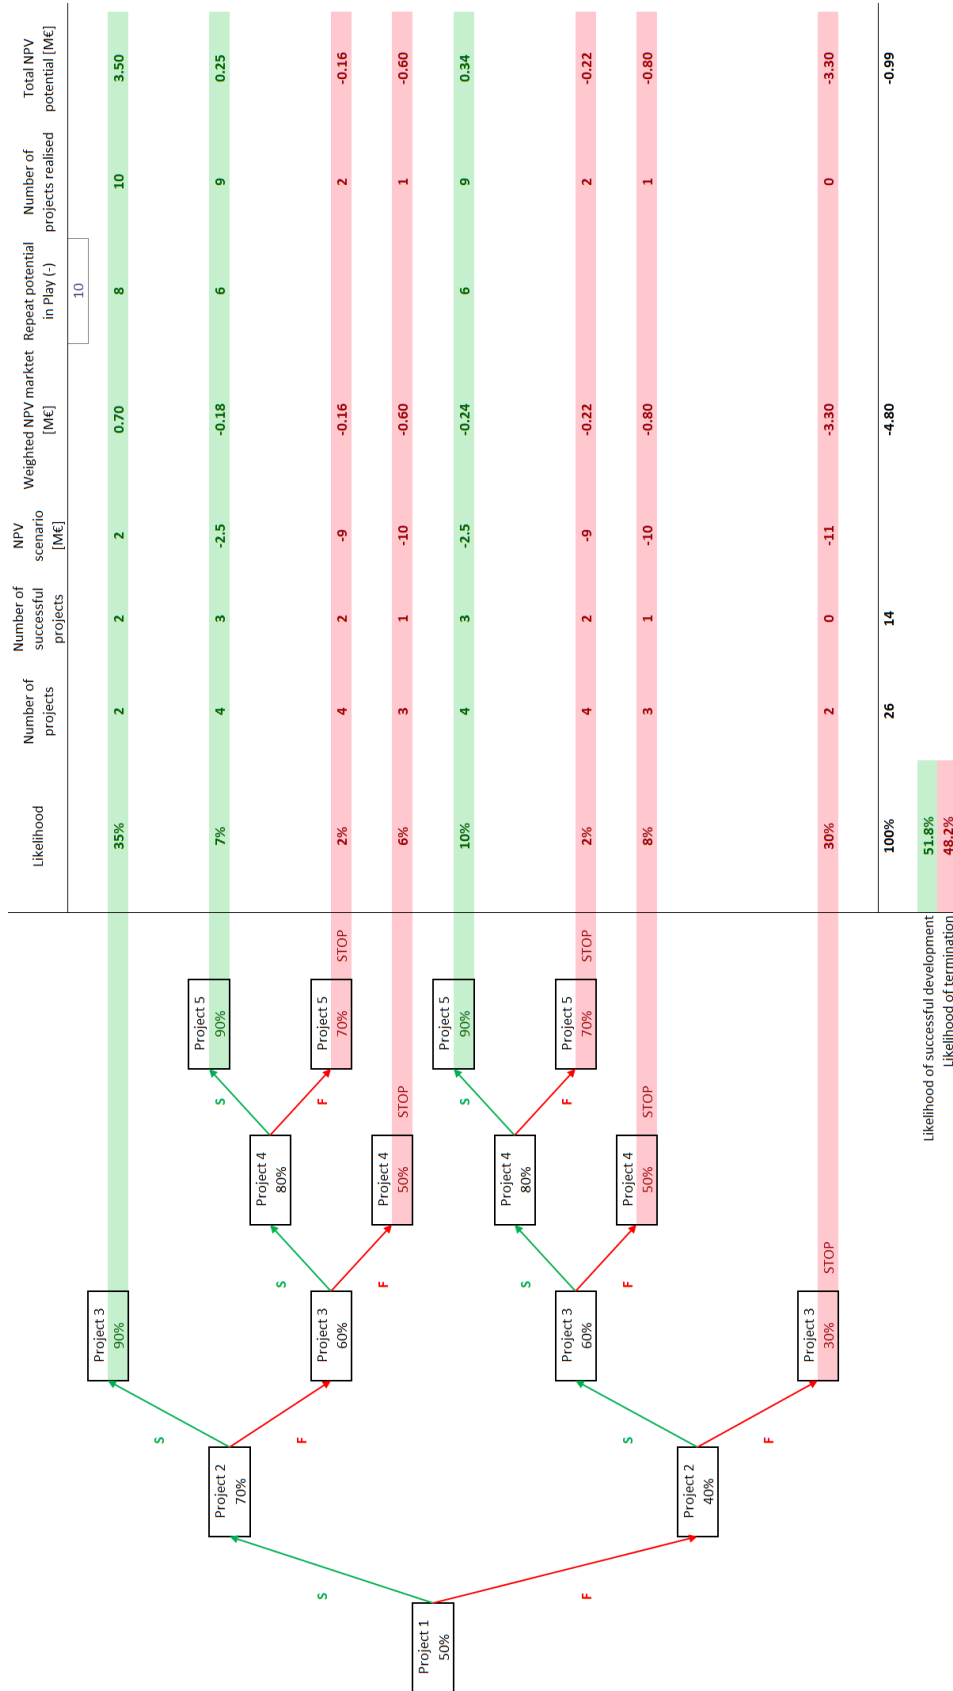 Likelihood
Number of
projects
Number of
successful
projects
NPV
scenario
[M€]
Weighted NPV marktet
[M€]
Repeat potential
in Play (-)
Number of
projects realised
Total NPV
potential [M€]
10
Project 3
90%
35%
2
2
2
0.70
8
10
3.50
S
Project 5
90%
7%
4
3
-2.5
-0.18
6
9
0.25
S
Project 2
70%
Project 4
80%
S
F
S
F
Project 3
60%
Project 5
70%
STOP
2%
4
2
-9
-0.16
2
-0.16
F
Project 4
50%
STOP
6%
3
1
-10
-0.60
1
-0.60
S
Project 1
50%
Project 5
90%
10%
4
3
-2.5
-0.24
6
9
0.34
S
Project 4
80%
S
F
F
Project 3
60%
Project 5
70%
STOP
2%
4
2
-9
-0.22
2
-0.22
S
F
Project 4
50%
STOP
8%
3
1
-10
-0.80
1
-0.80
Project 2
40%
F
Project 3
30%
STOP
30%
2
0
-11
-3.30
0
-3.30
100%
26
14
-4.80
-0.99
Likelihood of successful development
51.8%
Likelihood of termination
48.2%